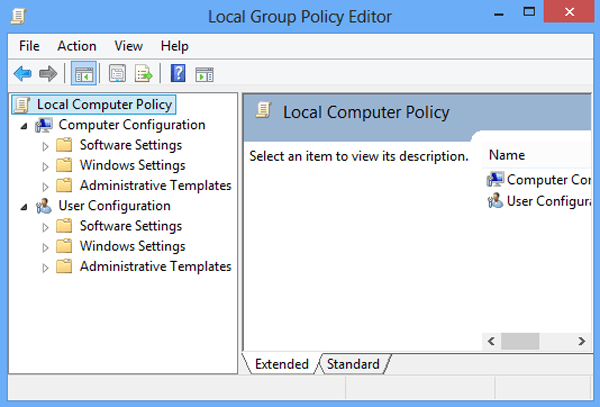 Local Group Policy Editor
File Action View Help
Local Computer Policy
Computer Configuration
Software Settings
Windows Settings
Administrative Templates
User Configuration
Software Settings
Windows Settings
Administrative Templates
Local Computer Policy
Select an item to view its description.
Name
Computer Con
User Configura
Extended Standard